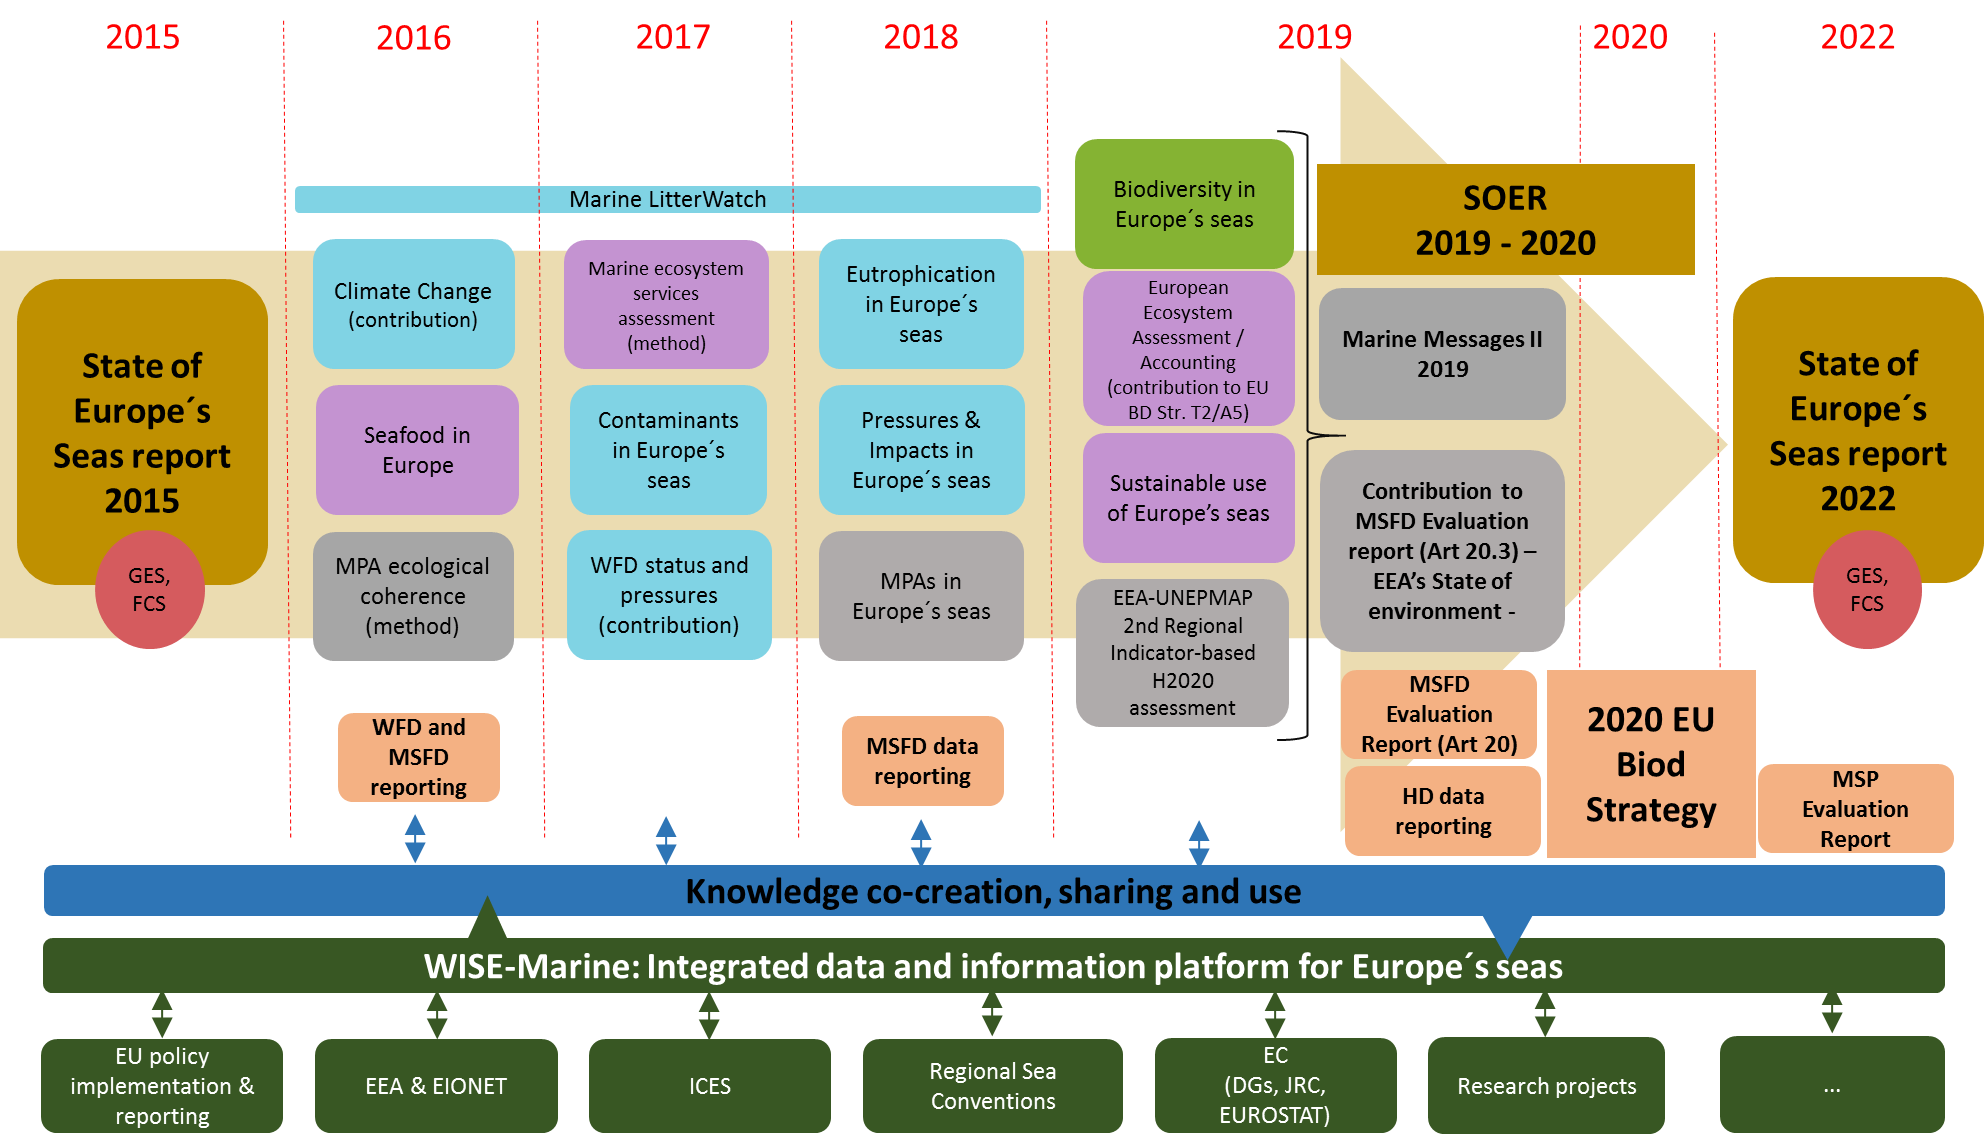 2015
2016
2017
2018
2019
2020
2022
Marine LitterWatch
State of
Europe´s
Seas report
2015
GES,
FCS
Climate Change
(contribution)
Seafood in
Europe
MPA ecological
coherence
(method)
WFD and
MSFD
reporting
Marine ecosystem
services
assessment
(method)
Contaminants
in Europe´s
seas
WFD status and
pressures
(contribution)
Eutrophication
in Europe´s
seas
Pressures &
Impacts in
Europe´s seas
MPAs in
Europe´s seas
MSFD data
reporting
Biodiversity in
Europe´s seas
European
Ecosystem
Assessment /
Accounting
(contribution to EU
BD Str. T2/A5)
Sustainable use
of Europe’s seas
EEA-UNEPMAP
2nd Regional
Indicator-based
H2020
assessment
SOER
2019 - 2020
Marine Messages II
2019
Contribution to
MSFD Evaluation
report (Art 20.3) –
EEA’s State of
environment -
MSFD
Evaluation
Report (Art 20)
HD data
reporting
2020 EU
Biod
Strategy
State of
Europe´s
Seas report
2022
GES,
FCS
MSP
Evaluation
Report
Knowledge co-creation, sharing and use
WISE-Marine: Integrated data and information platform for Europe´s seas
EU policy
implementation &
reporting
EEA & EIONET
ICES
Regional Sea
Conventions
EC
(DGs, JRC,
EUROSTAT)
Research projects
...